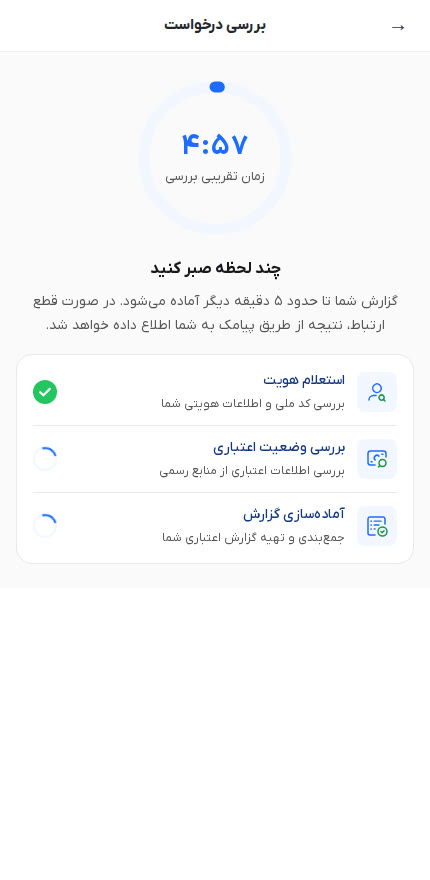 بررسی درخواست
۴:۵۷
زمان تقریبی بررسی
چند لحظه صبر کنید
گزارش شما تا حدود ۵ دقیقه دیگر آماده می‌شود. در صورت قطع
ارتباط، نتیجه از طریق پیامک به شما اطلاع داده خواهد شد.
استعلام هویت
بررسی کد ملی و اطلاعات هویتی شما
بررسی وضعیت اعتباری
بررسی اطلاعات اعتباری از منابع رسمی
آماده‌سازی گزارش
جمع‌بندی و تهیه گزارش اعتباری شما